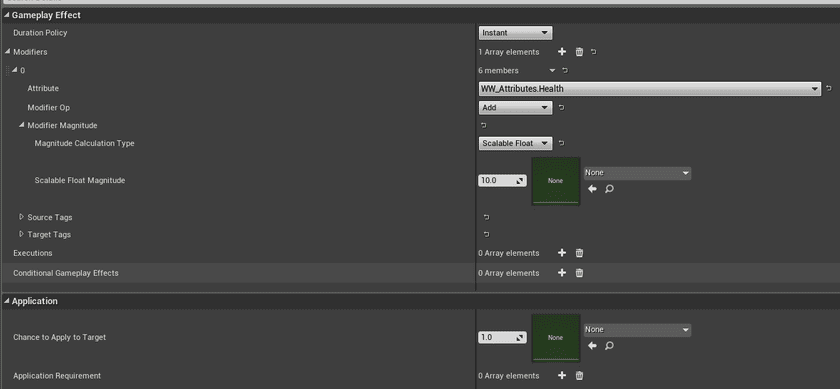 Gameplay Effect
Duration Policy Instant
Modifiers 1 Array elements
0 6 members
Attribute WW_Attributes.Health
Modifier Op Add
Modifier Magnitude
Magnitude Calculation Type Scalable Float
None
Scalable Float Magnitude 10.0 None
Source Tags
Target Tags
Executions 0 Array elements
Conditional Gameplay Effects 0 Array elements
Application
None
Chance to Apply to Target 1.0 None
Application Requirement 0 Array elements